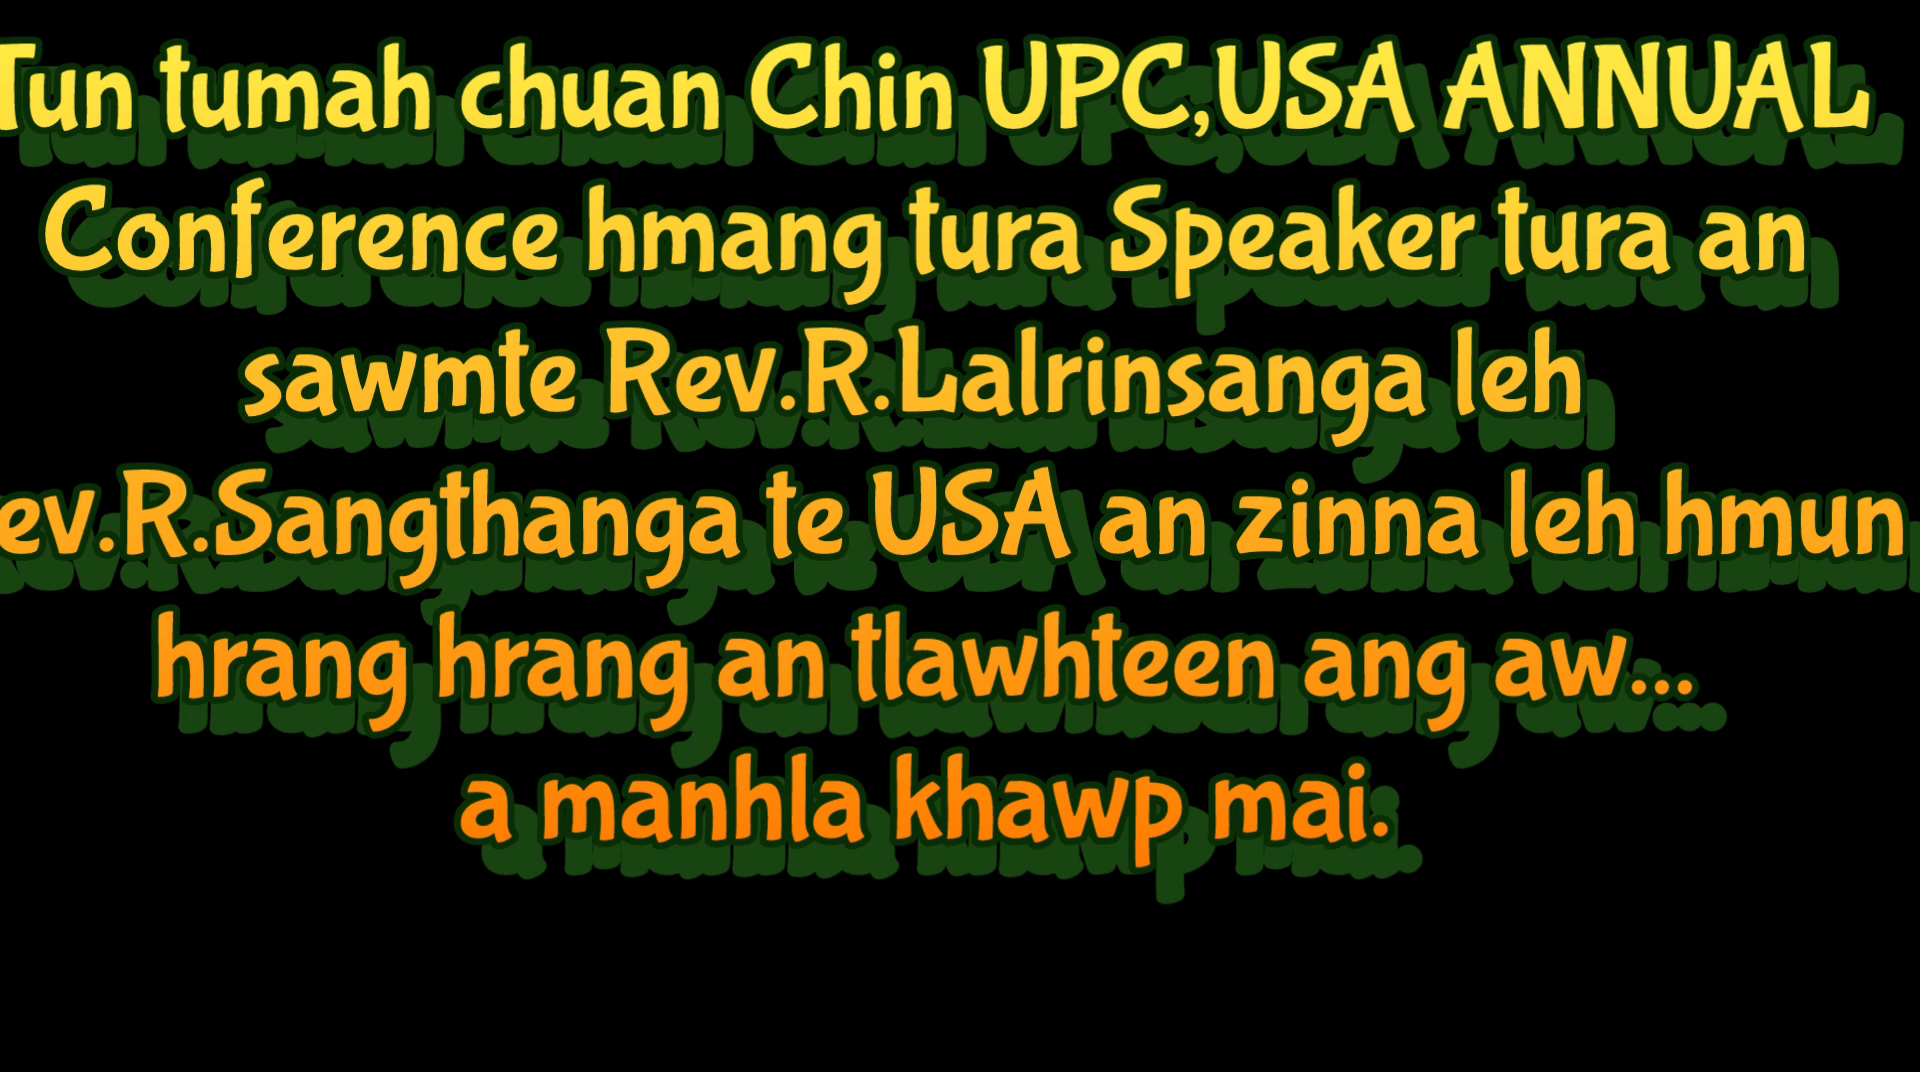 Tun tumah chuan Chin UPC,USA ANNUAL
Conference hmang tura Speaker tura an
sawmte Rev.R.Lalrinsanga leh
ev.R.Sangthanga te USA an zinna leh hmun
hrang hrang an tlawhteen ang aw...
a manhla khawp mai.